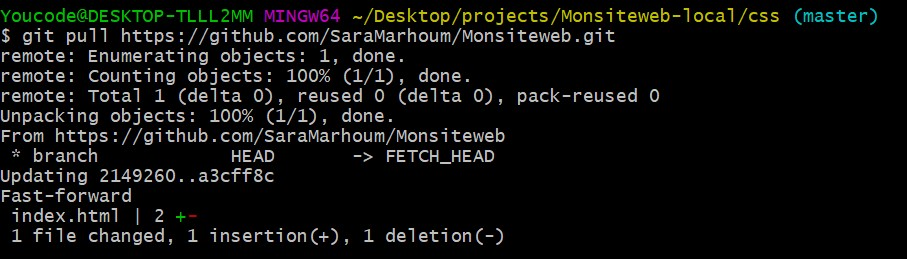 Youcode@DESKTOP-TLLL2MM MINGW64 ~/Desktop/projects/Monsiteweb-local/css (master)
$ git pull https://github.com/SaraMarhoum/Monsiteweb.git
remote: Enumerating objects: 1, done.
remote: Counting objects: 100% (1/1), done.
remote: Total 1 (delta 0), reused 0 (delta 0), pack-reused 0
Unpacking objects: 100% (1/1), done.
From https://github.com/SaraMarhoum/Monsiteweb
 * branch            HEAD       -> FETCH_HEAD
Updating 2149260..a3cff8c
Fast-forward
 index.html | 2 +-
 1 file changed, 1 insertion(+), 1 deletion(-)